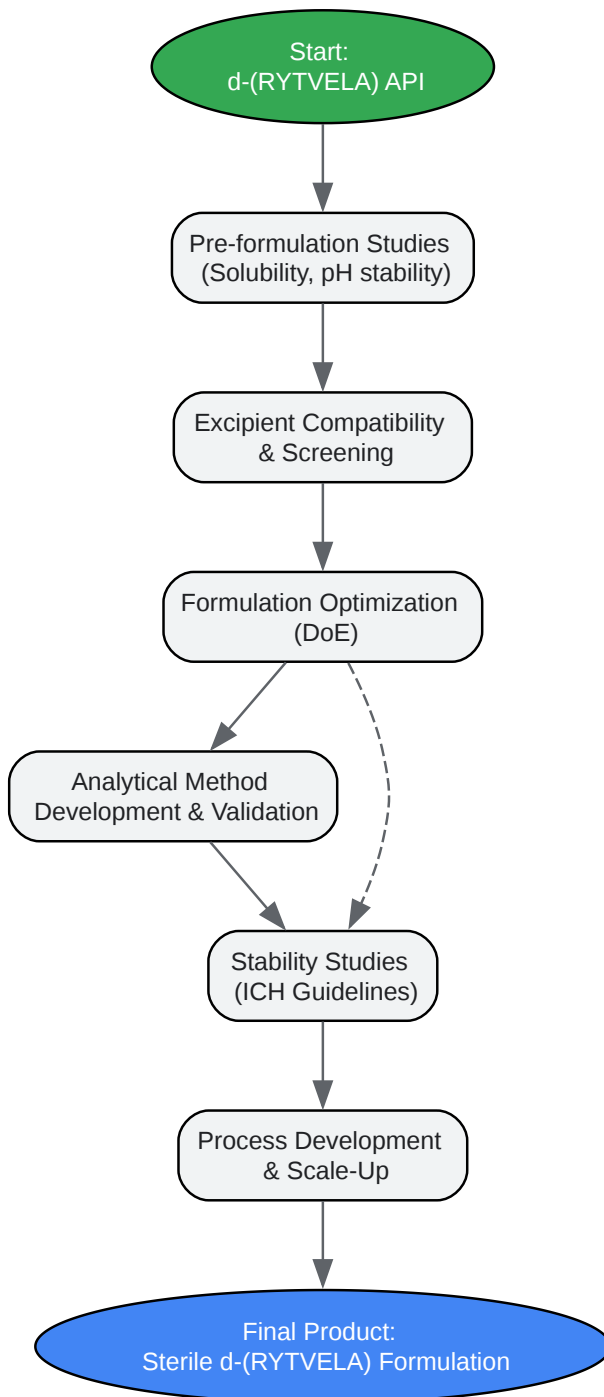 Start:
d-(RYTVELA) API
Pre-formulation Studies
(Solubility, pH stability)
Excipient Compatibility
& Screening
Formulation Optimization
(DoE)
Analytical Method
Development & Validation
Stability Studies
(ICH Guidelines)
Process Development
& Scale-Up
Final Product:
Sterile d-(RYTVELA) Formulation